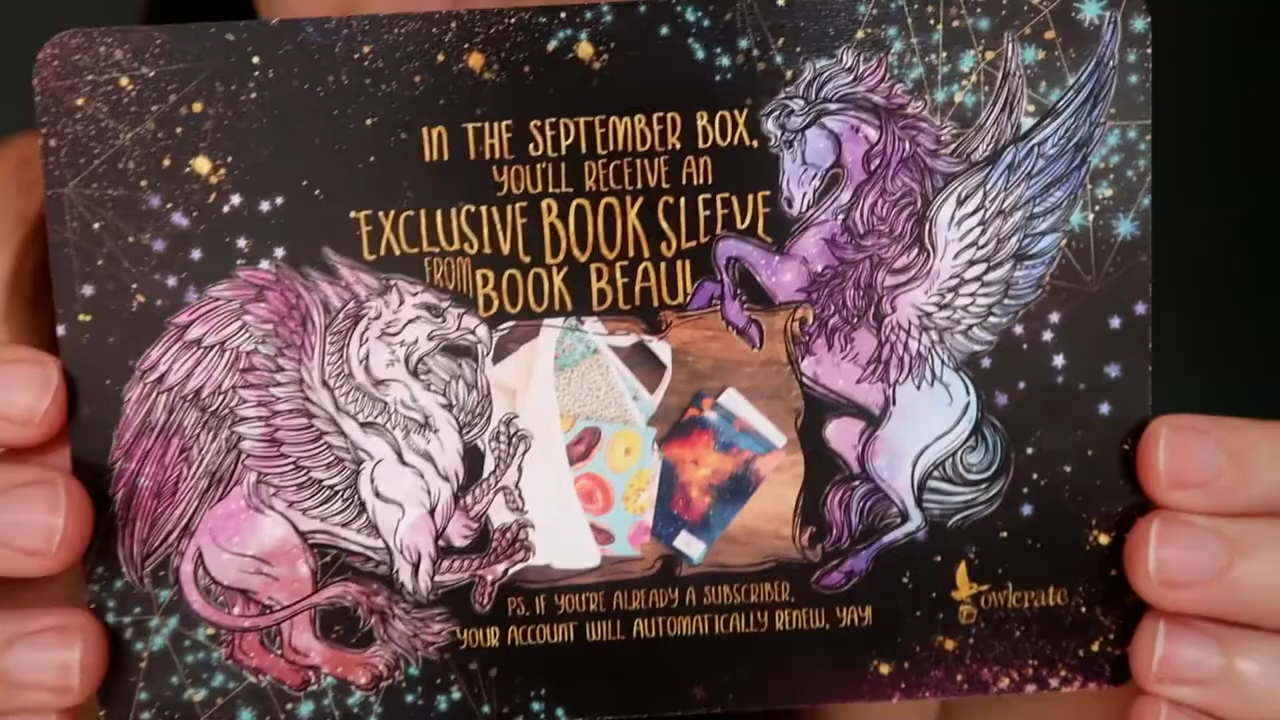 IN THE SEPTEMBER BOX,
YOU'LL RECEIVE AN
EXCLUSIVE BOOK SLEEVE
FROM BOOK BEAU!
PS. IF YOU'RE ALREADY A SUBSCRIBER,
YOUR ACCOUNT WILL AUTOMATICALLY RENEW, YAY!
owlcrate